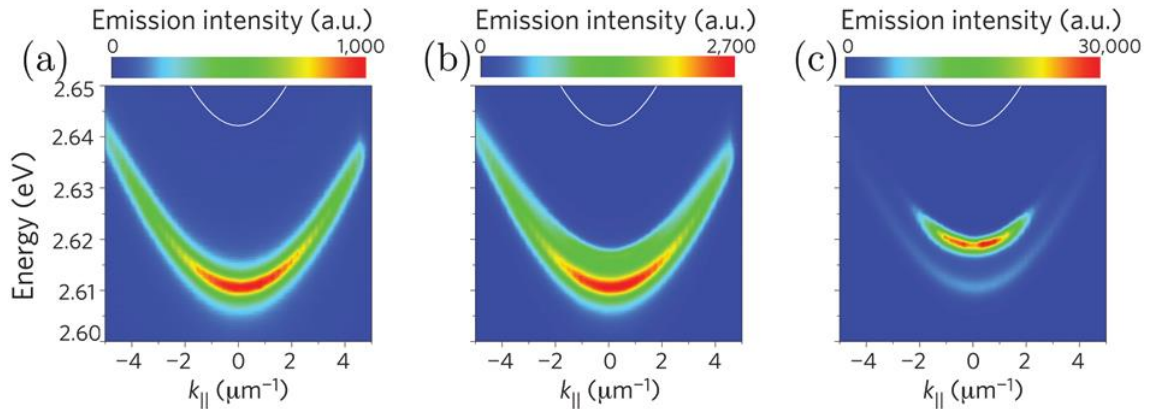 Emission intensity (a.u.) Emission intensity (a.u.) Emission intensity (a.u.)
0 1,000 0 2,700 0 30,000
(a) (b) (c)
2.65
2.64
2.63
2.62
2.61
2.60
Energy (eV)
−4 −2 0 2 4 −4 −2 0 2 4 −4 −2 0 2 4
k|| (μm⁻¹) k|| (μm⁻¹) k|| (μm⁻¹)